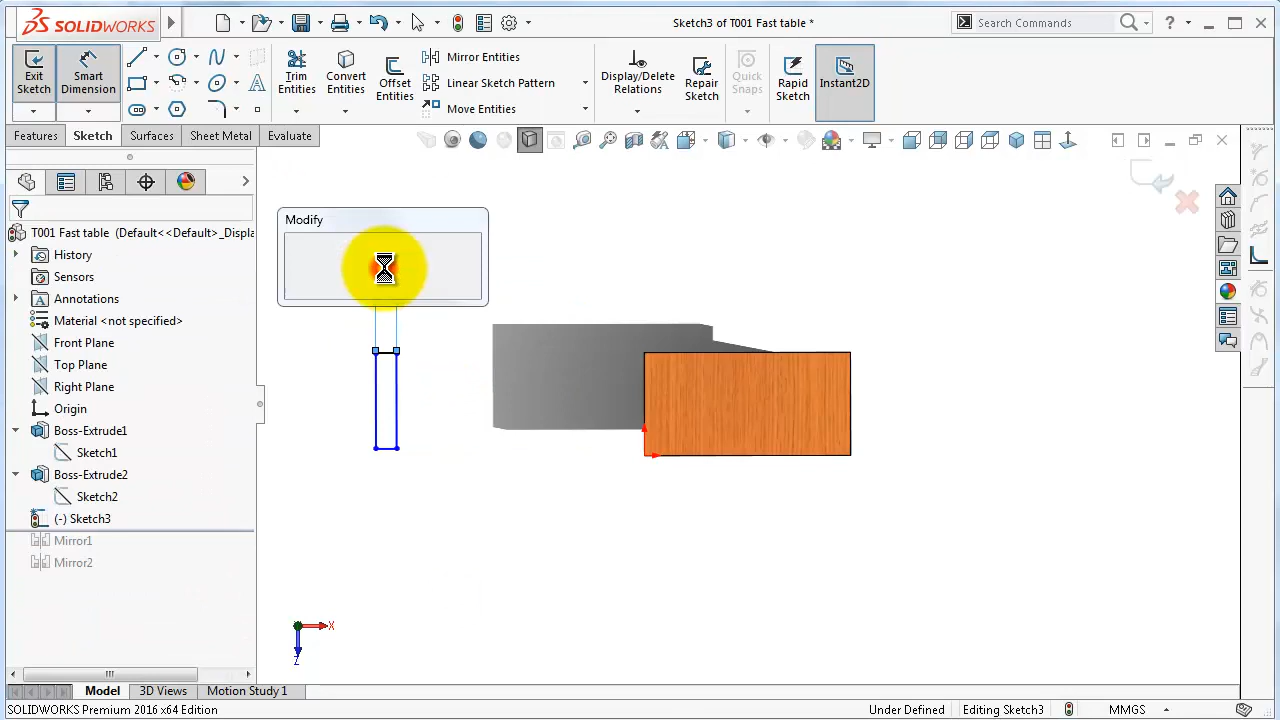 SOLIDWORKS
Sketch3 of T001 Fast table *
Search Commands
?
Exit Sketch
Smart Dimension
Trim Entities
Convert Entities
Offset Entities
Mirror Entities
Linear Sketch Pattern
Move Entities
Display/Delete Relations
Repair Sketch
Quick Snaps
Rapid Sketch
Instant2D
Features
Sketch
Surfaces
Sheet Metal
Evaluate
T001 Fast table (Default<<Default>_Displa
History
Sensors
Annotations
Material <not specified>
Front Plane
Top Plane
Right Plane
Origin
Boss-Extrude1
Sketch1
Boss-Extrude2
Sketch2
(-) Sketch3
Mirror1
Mirror2
Modify
X
Z
Model
3D Views
Motion Study 1
SOLIDWORKS Premium 2016 x64 Edition
Under Defined
Editing Sketch3
MMGS